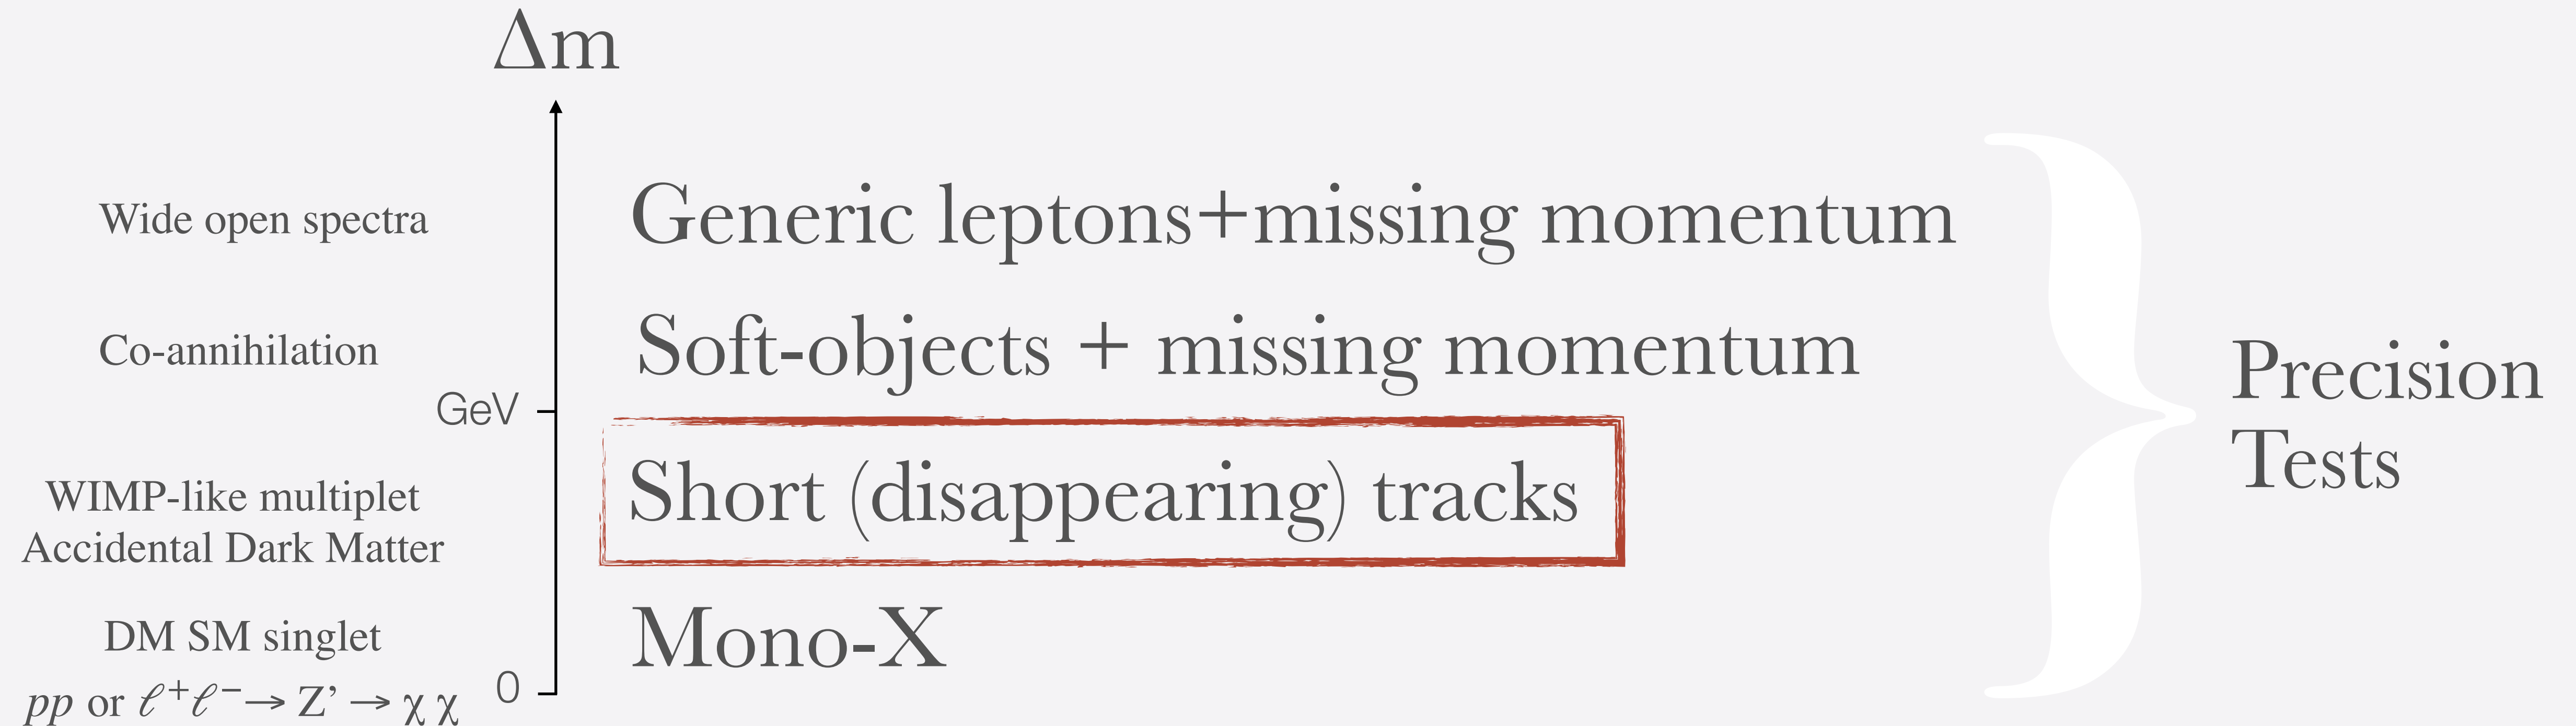 Δm
Wide open spectra
Generic leptons+missing momentum
Co-annihilation
Soft-objects + missing momentum
GeV
WIMP-like multiplet
Accidental Dark Matter
Short (disappearing) tracks
DM SM singlet
Mono-X
pp or ℓ⁺ℓ⁻→ Z’ → χ χ
0
Precision
Tests